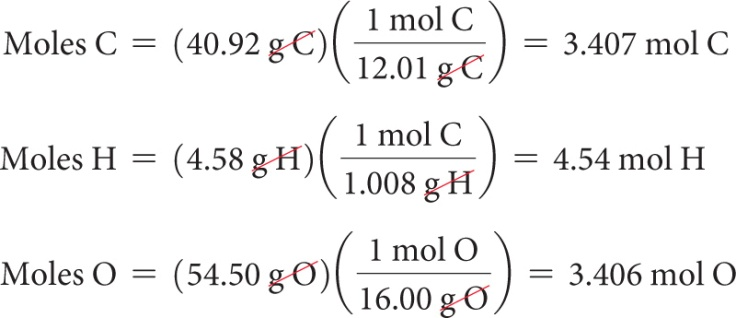 Moles C = (40.92 g C)(1 mol C / 12.01 g C) = 3.407 mol C
Moles H = (4.58 g H)(1 mol C / 1.008 g H) = 4.54 mol H
Moles O = (54.50 g O)(1 mol O / 16.00 g O) = 3.406 mol O